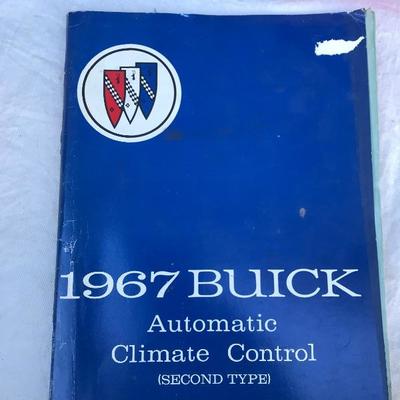 1967 BUICK
Automatic
Climate Control
(SECOND TYPE)